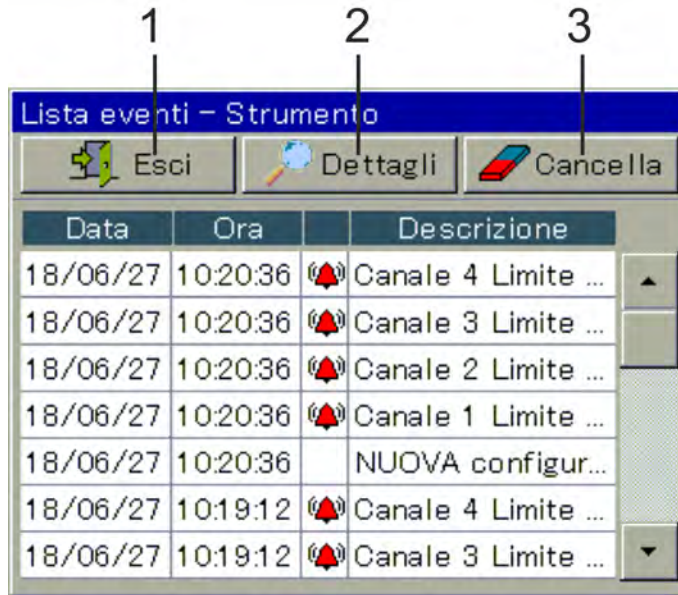 1 2 3
Lista eventi – Strumento
Esci Dettagli Cancella
Data Ora Descrizione
18/06/27 10:20:36 Canale 4 Limite ...
18/06/27 10:20:36 Canale 3 Limite ...
18/06/27 10:20:36 Canale 2 Limite ...
18/06/27 10:20:36 Canale 1 Limite ...
18/06/27 10:20:36 NUOVA configur...
18/06/27 10:19:12 Canale 4 Limite ...
18/06/27 10:19:12 Canale 3 Limite ...